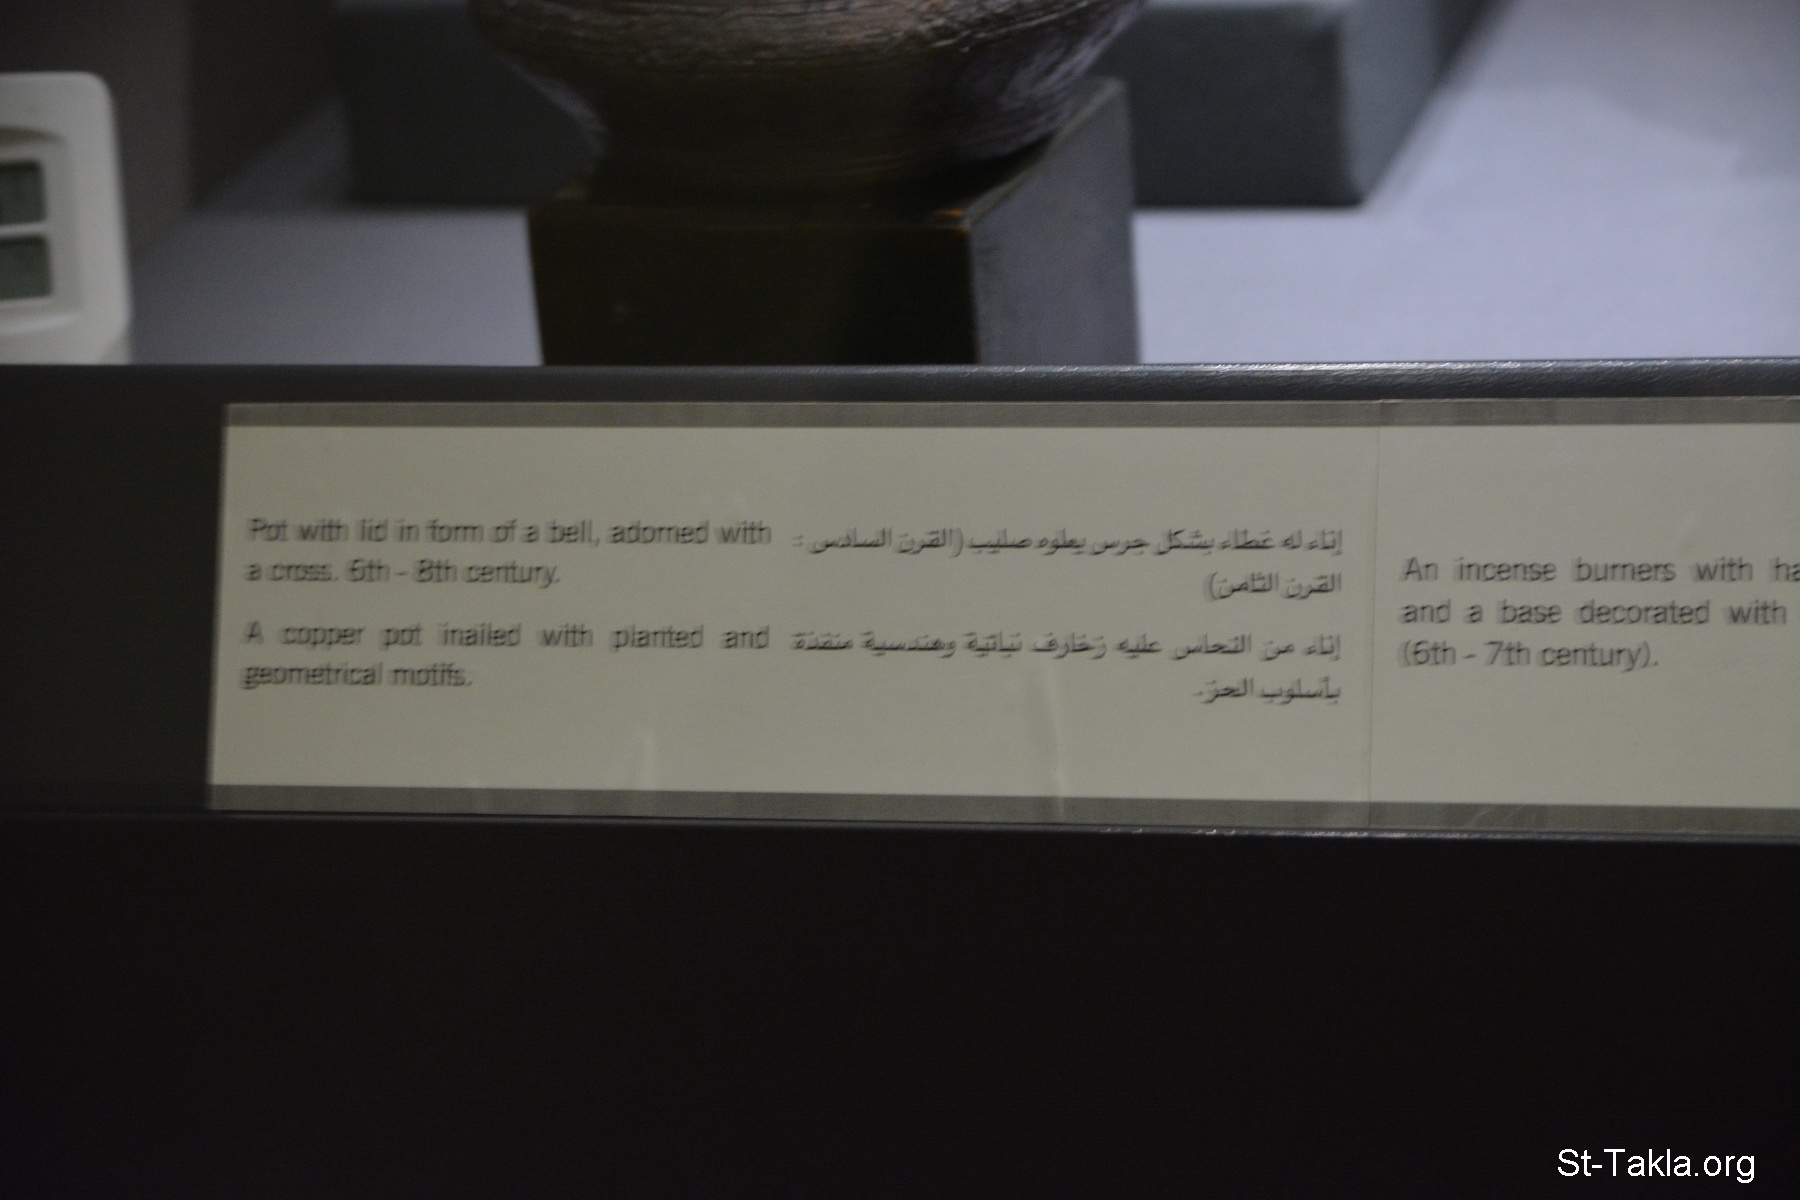 Pot with lid in form of a bell, adorned with
a cross. 6th - 8th century.
A copper pot inailed with planted and
geometrical motifs.
إناء له غطاء بشكل جرس يعلوه صليب (القرن السادس :
القرن الثامن)
إناء من النحاس عليه زخارف نباتية وهندسية منفذة
بأسلوب الحز.
An incense burners with
and a base decorated with
(6th - 7th century).
St-Takla.org